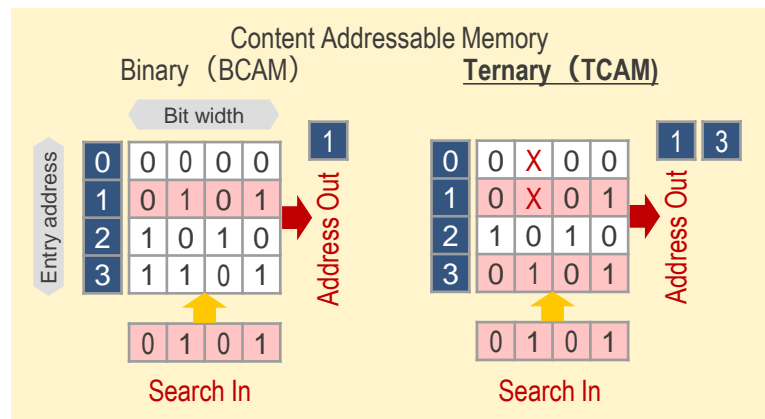 Content Addressable Memory
Binary（BCAM）
Ternary（TCAM)
Bit width
Entry address
1
0 0 0 0 0
1 0 1 0 1
2 1 0 1 0
3 1 1 0 1
Address Out
0 1 0 1
Search In
1 3
0 0 X 0 0
1 0 X 0 1
2 1 0 1 0
3 0 1 0 1
Address Out
0 1 0 1
Search In